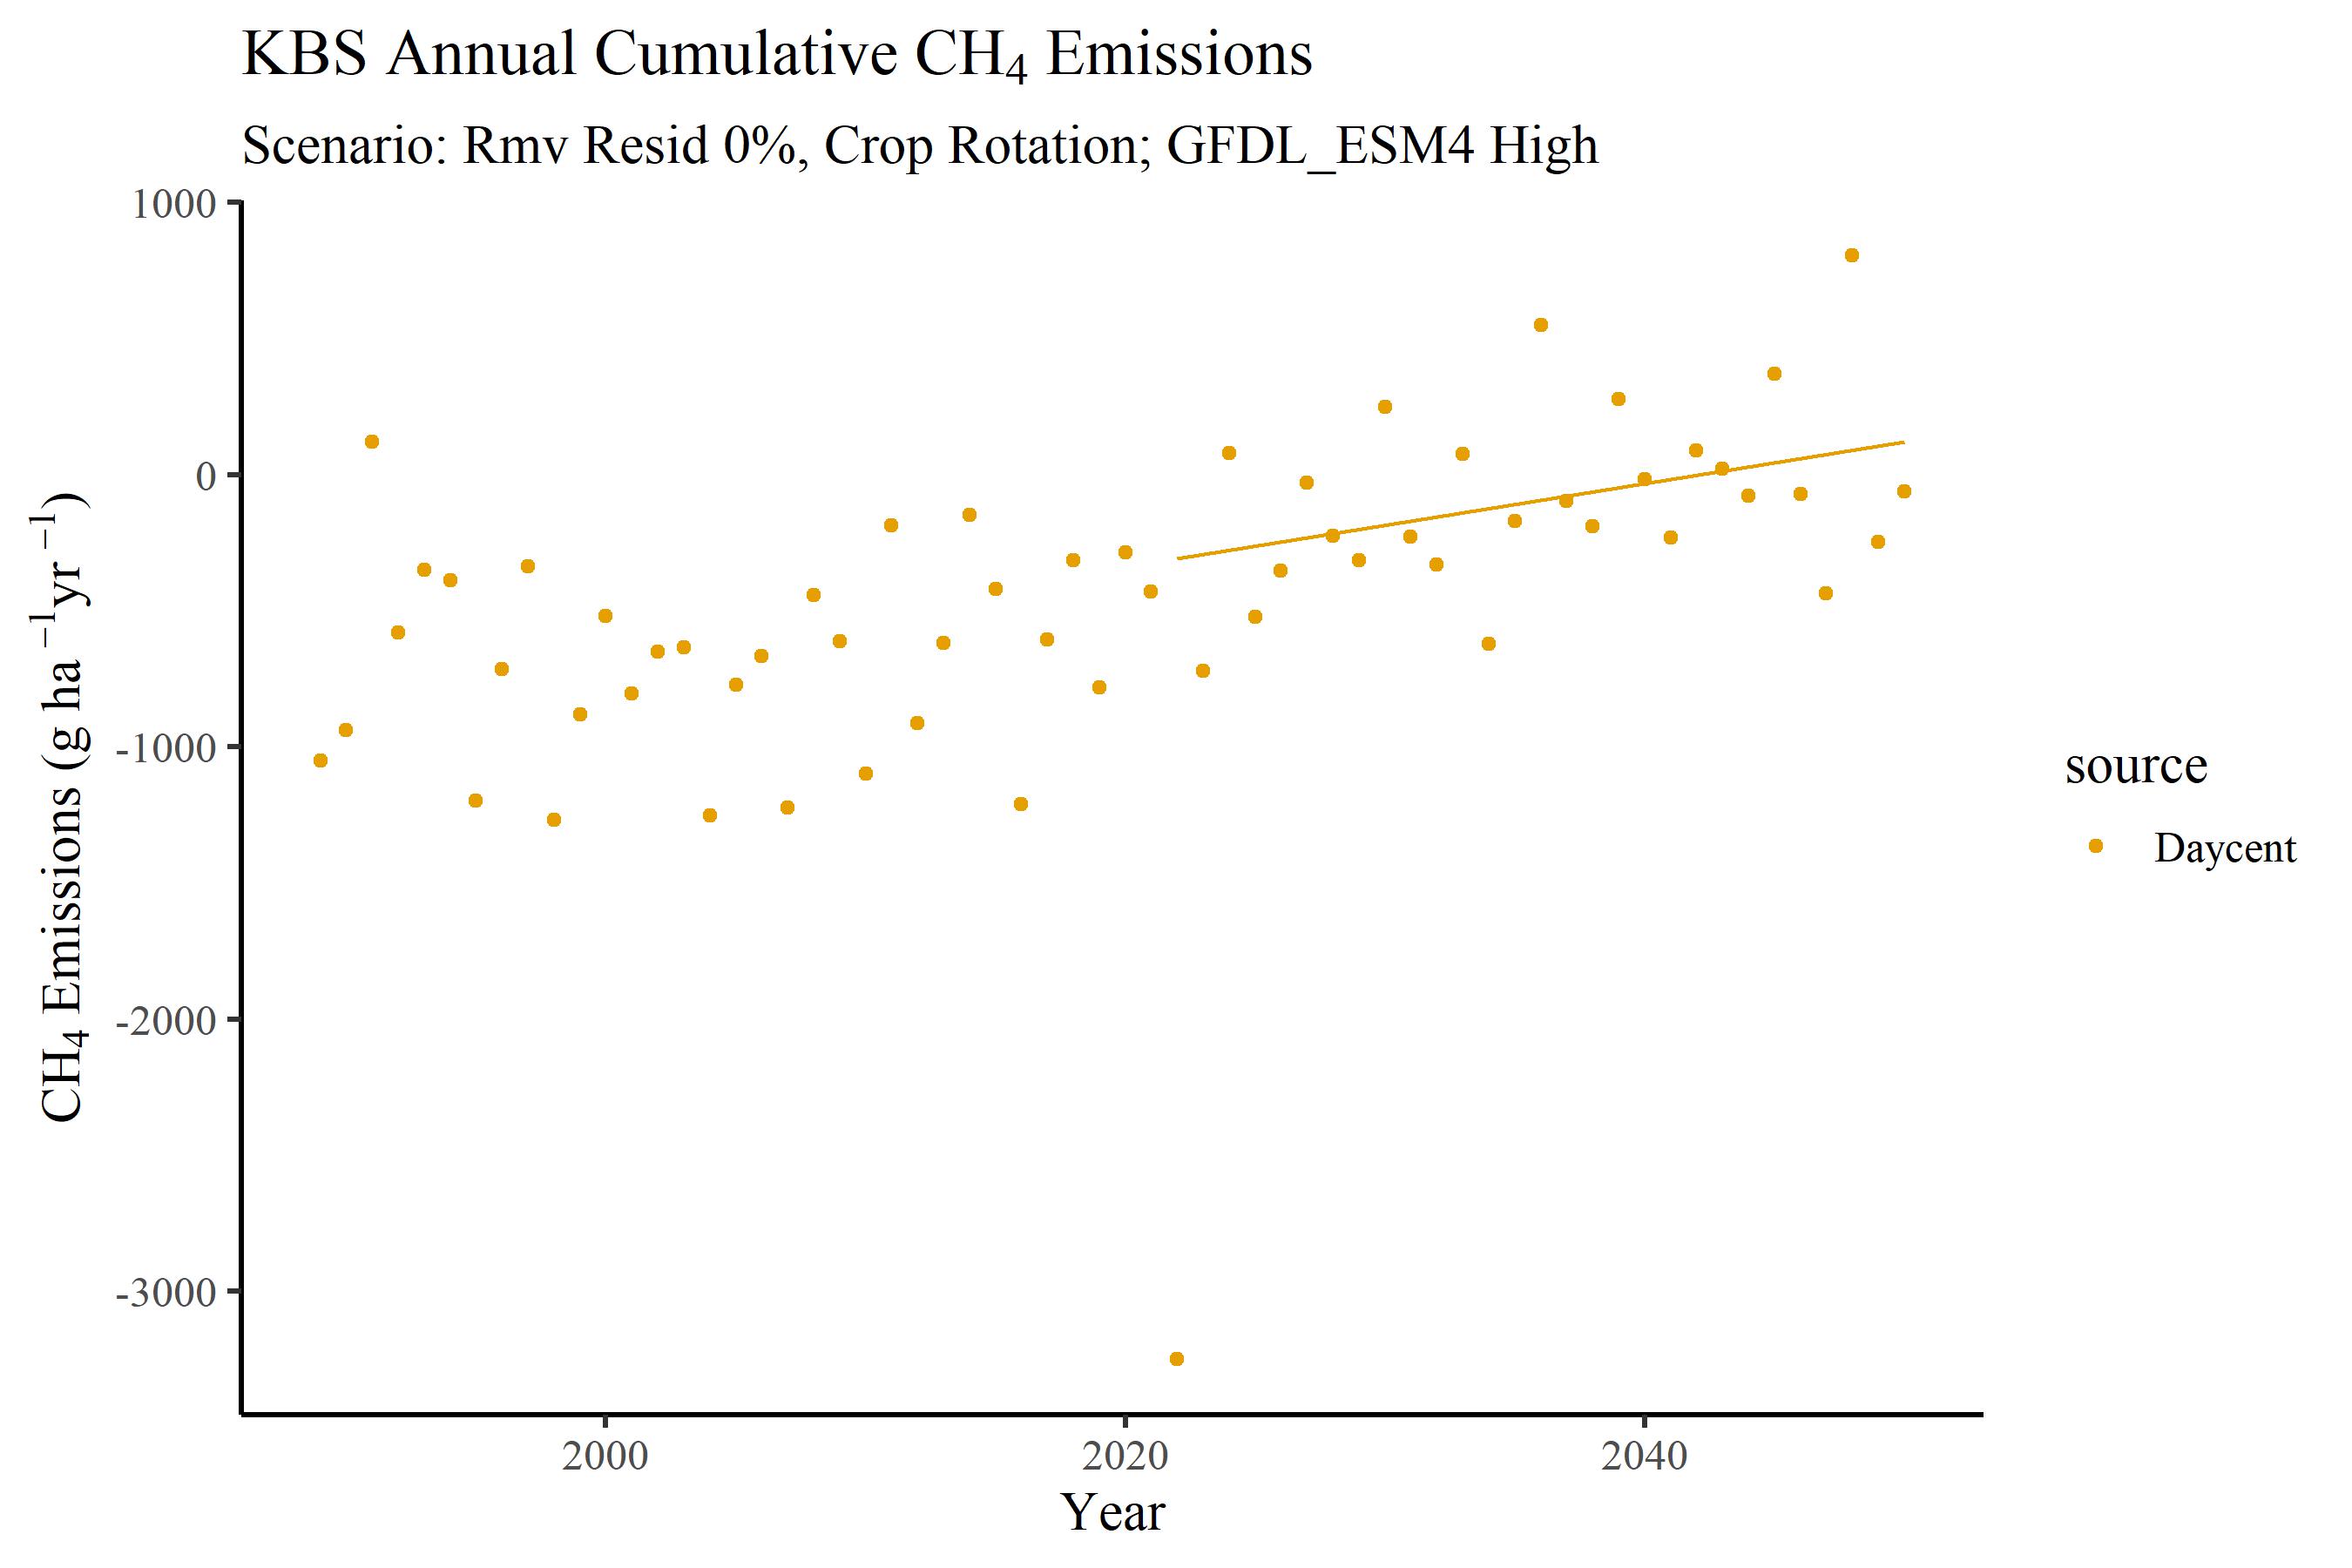 KBS Annual Cumulative CH₄ Emissions
Scenario: Rmv Resid 0%, Crop Rotation; GFDL_ESM4 High
CH₄ Emissions (g ha ⁻¹yr ⁻¹)
1000
0
-1000
-2000
-3000
2000 2020 2040
Year
source
Daycent